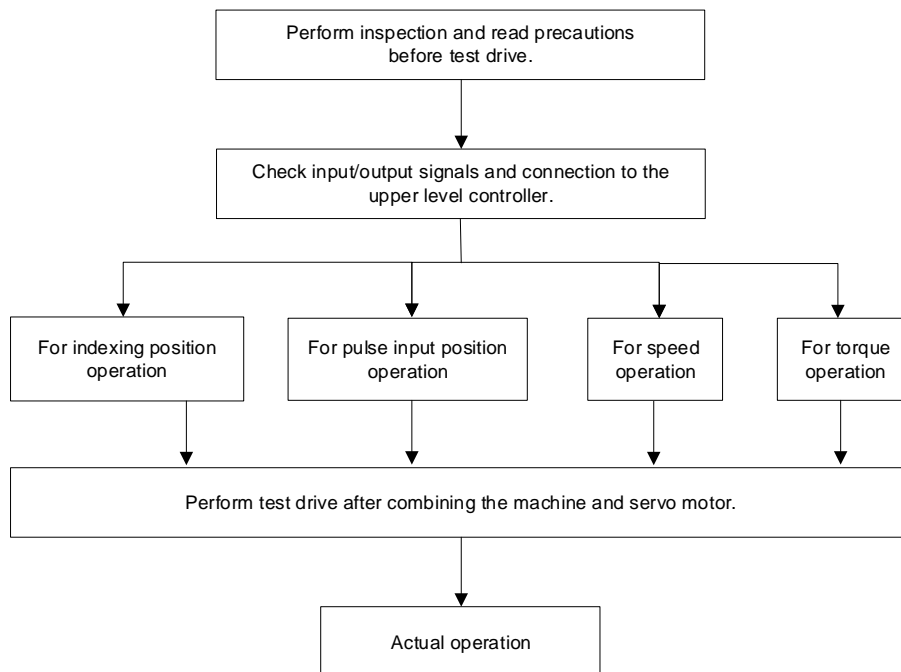 Perform inspection and read precautions
before test drive.
Check input/output signals and connection to the
upper level controller.
For indexing position
operation
For pulse input position
operation
For speed
operation
For torque
operation
Perform test drive after combining the machine and servo motor.
Actual operation